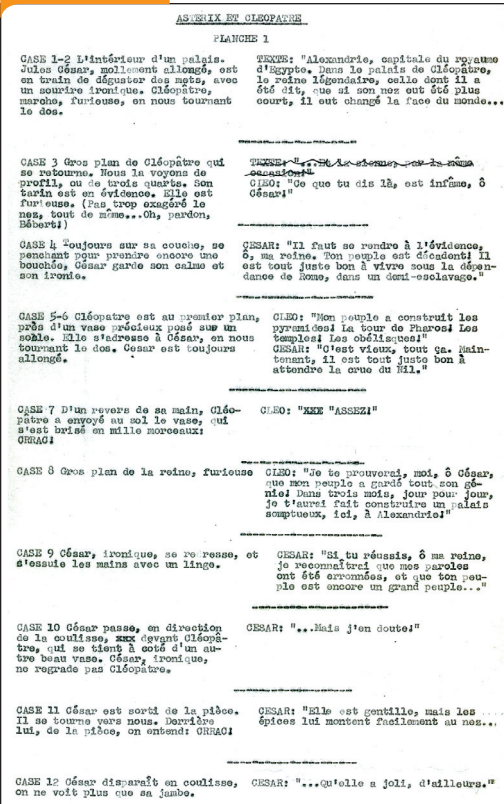 ASTERIX ET CLEOPATRE
PLANCHE 1
CASE 1-2 L'intérieur d'un palais.
Jules César, mollement allongé, est
en train de déguster des mets, avec
un sourire ironique. Cléopâtre,
marche, furieuse, en nous tournant
le dos.
TEXTE: "Alexandrie, capitale du royaume
d'Egypte. Dans le palais de Cléopâtre,
le reine légendaire, celle dont il a
été dit, que si son nez eut été plus
court, il eut changé la face du monde...
CASE 3 Gros plan de Cléopâtre qui
se retourne. Nous la voyons de
profil, ou de trois quarts. Son
tarin est en évidence. Elle est
furieuse. (Pas trop exagéré le
nez, tout de même...Oh, pardon,
Bébert!)
TEXTE: "...Et la sienne, par la même
occasion!"
CLEO: "Ce que tu dis là, est infâme, ô
César!"
CASE 4 Toujours sur sa couche, se
penchant pour prendre encore une
bouchée, César garde son calme et
son ironie.
CESAR: "Il faut se rendre à l'évidence,
ô, ma reine. Ton peuple est décadent! Il
est tout juste bon à vivre sous la dépen-
dance de Rome, dans un demi-esclavage."
CASE 5-6 Cléopâtre est au premier plan,
près d'un vase précieux posé sur un
socle. Elle s'adresse à César, en nous
tournant le dos. Cesar est toujours
allongé.
CLEO: "Mon peuple a construit les
pyramides! La tour de Pharos! Les
temples! Les obélisques!"
CESAR: "C'est vieux, tout ça. Main-
tenant, il est tout juste bon à
attendre la crue du Nil."
CASE 7 D'un revers de sa main, Cléo-
pâtre a envoyé au sol le vase, qui
s'est brisé en mille morceaux:
CRRAC!
CLEO: "XXX "ASSEZ!"
CASE 8 Gros plan de la reine, furieuse
CLEO: "Je te prouverai, moi, ô César,
que mon peuple a gardé tout son gé-
nie! Dans trois mois, jour pour jour,
je t'aurai fait construire un palais
somptueux, ici, à Alexandrie!"
CASE 9 César, ironique, se redresse, et
s'essuie les mains avec un linge.
CESAR: "Si tu réussis, ô ma reine,
je reconnaîtrai que mes paroles
ont été erronnées, et que ton peu-
ple est encore un grand peuple..."
CASE 10 César passe, en direction
de la coulisse, xxx devant Cléopâ-
tre, qui se tient à coté d'un au-
tre beau vase. César, ironique,
ne regrade pas Cléopâtre.
CESAR: "...Mais j'en doute!"
CASE 11 César est sorti de la pièce.
Il se tourne vers nous. Derrière
lui, de la pièce, on entend: CRRAC!
CESAR: "Elle est gentille, mais les
épices lui montent facilement au nez...
CASE 12 César disparaît en coulisse,
on ne voit plus que sa jambe.
CESAR: "...Qu'elle a joli, d'ailleurs."